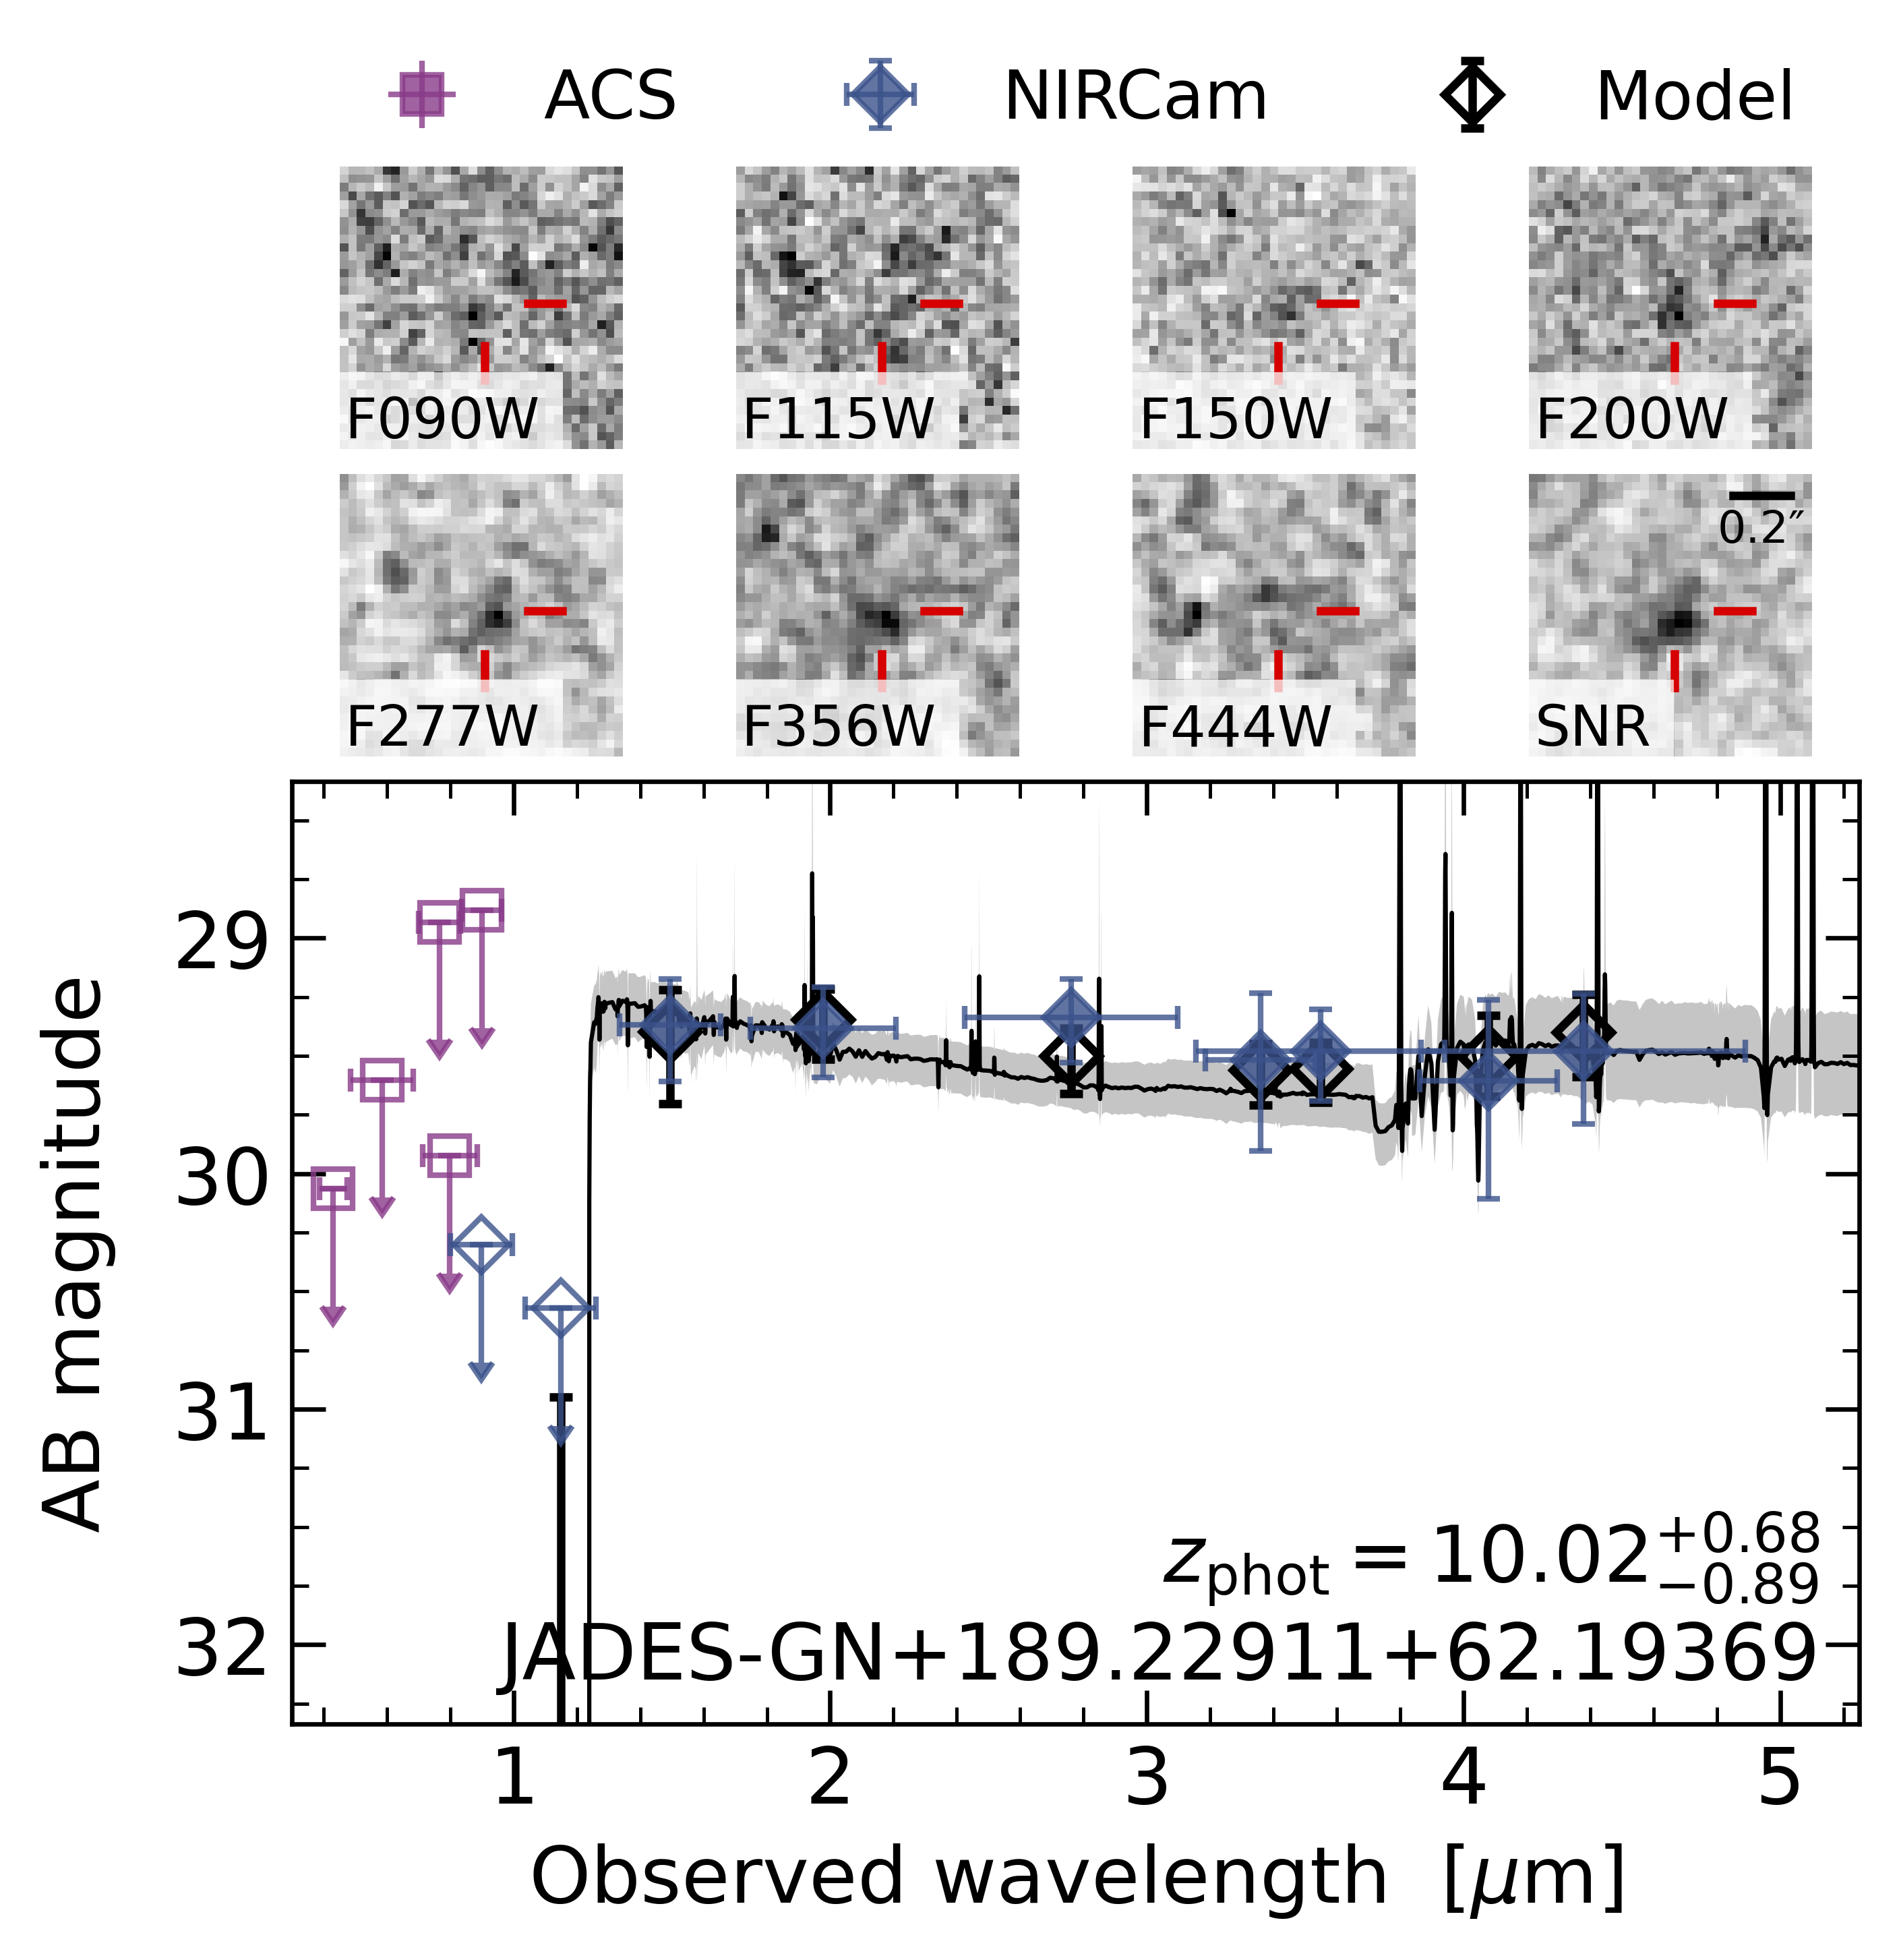 ACS NIRCam Model
F090W F115W F150W F200W
0.2″
F277W F356W F444W SNR
29
30
31
32
AB magnitude
z_phot = 10.02 +0.68 −0.89
JADES-GN+189.22911+62.19369
1 2 3 4 5
Observed wavelength [μm]